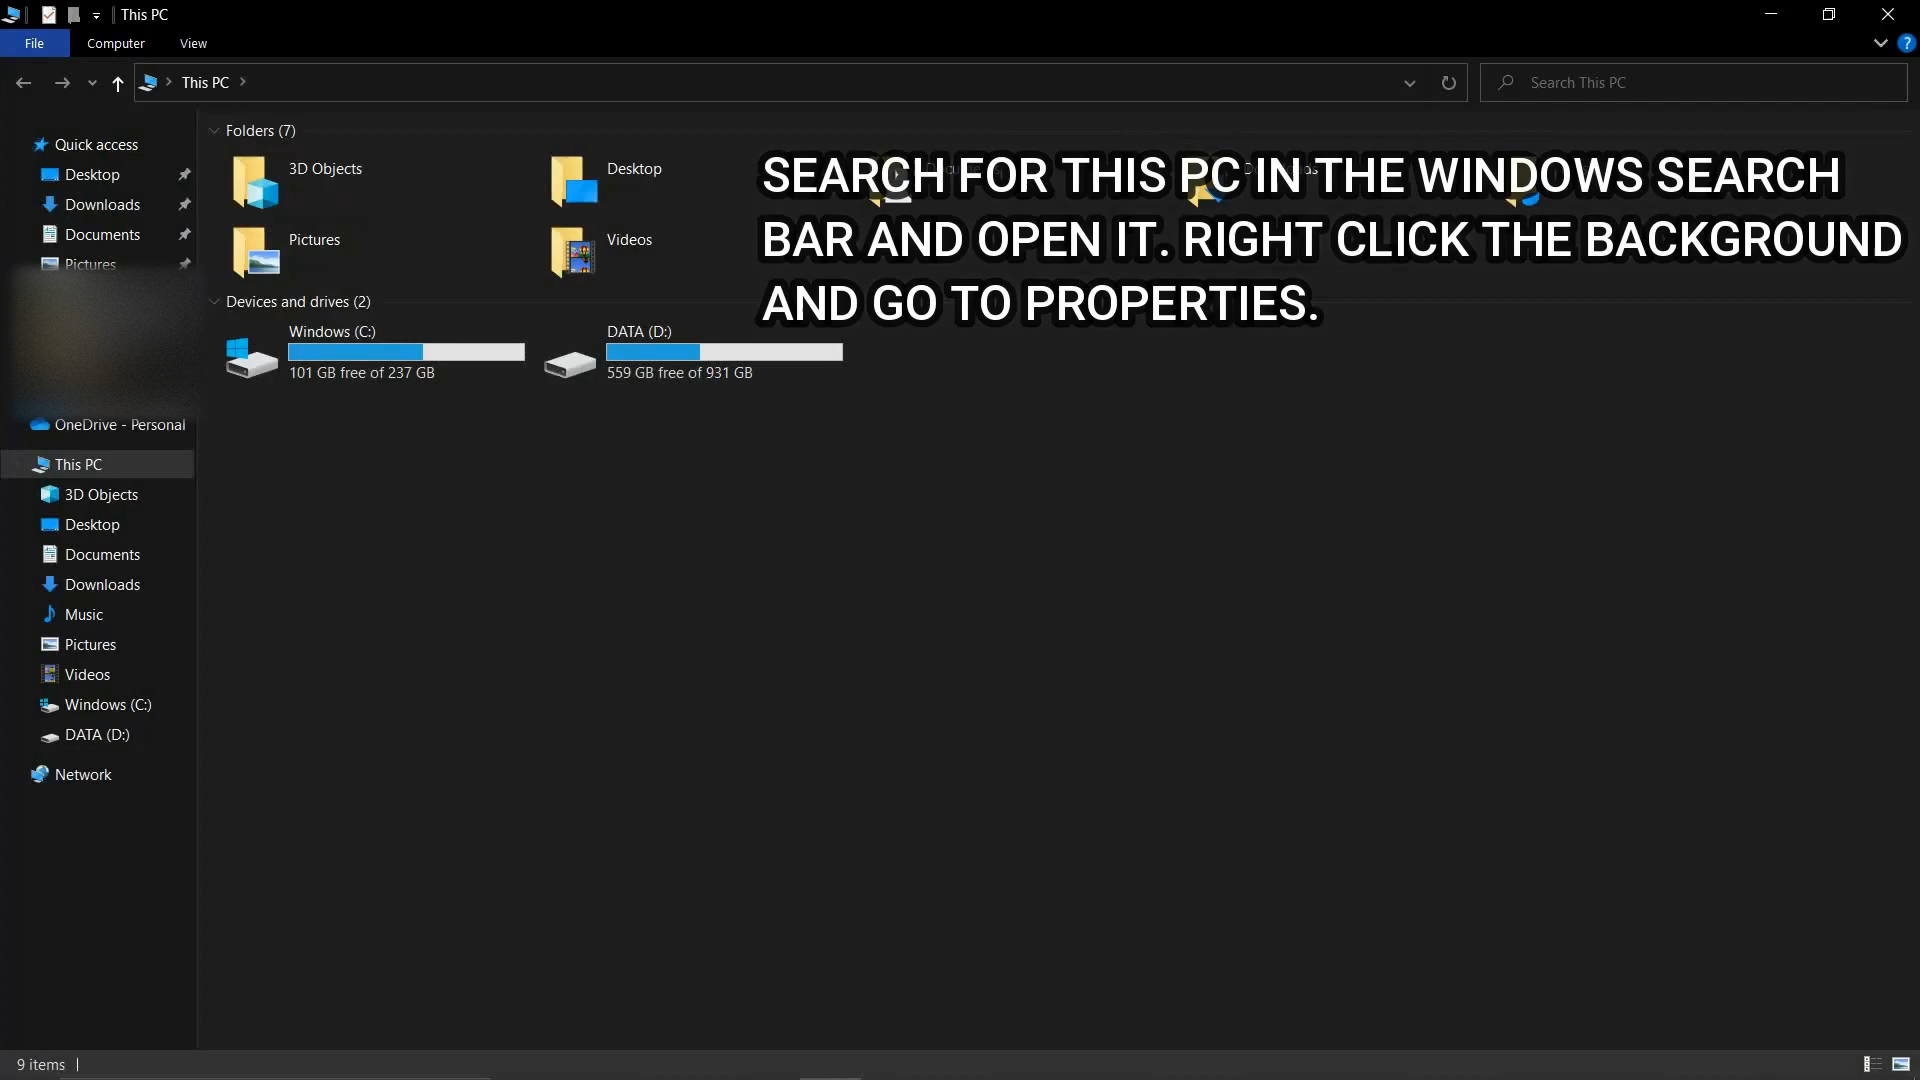 This PC
File Computer View
This PC
Search This PC
Quick access
Desktop
Downloads
Documents
Pictures
OneDrive - Personal
This PC
3D Objects
Desktop
Documents
Downloads
Music
Pictures
Videos
Windows (C:)
DATA (D:)
Network
Folders (7)
3D Objects
Desktop
Pictures
Videos
Devices and drives (2)
Windows (C:)
101 GB free of 237 GB
DATA (D:)
559 GB free of 931 GB
SEARCH FOR THIS PC IN THE WINDOWS SEARCH
BAR AND OPEN IT. RIGHT CLICK THE BACKGROUND
AND GO TO PROPERTIES.
9 items